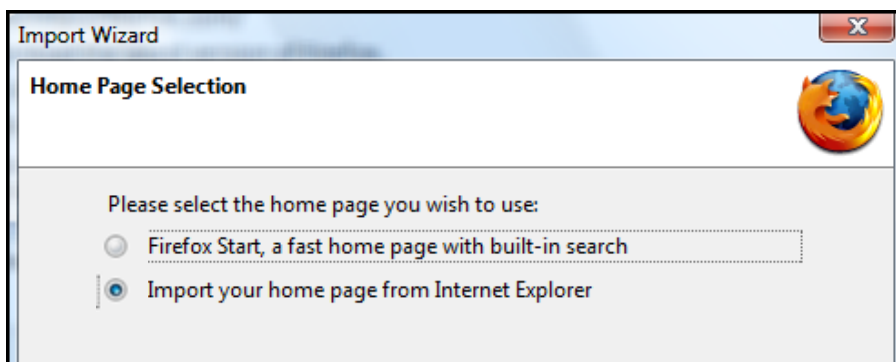 Import Wizard
Home Page Selection
Please select the home page you wish to use:
Firefox Start, a fast home page with built-in search
Import your home page from Internet Explorer